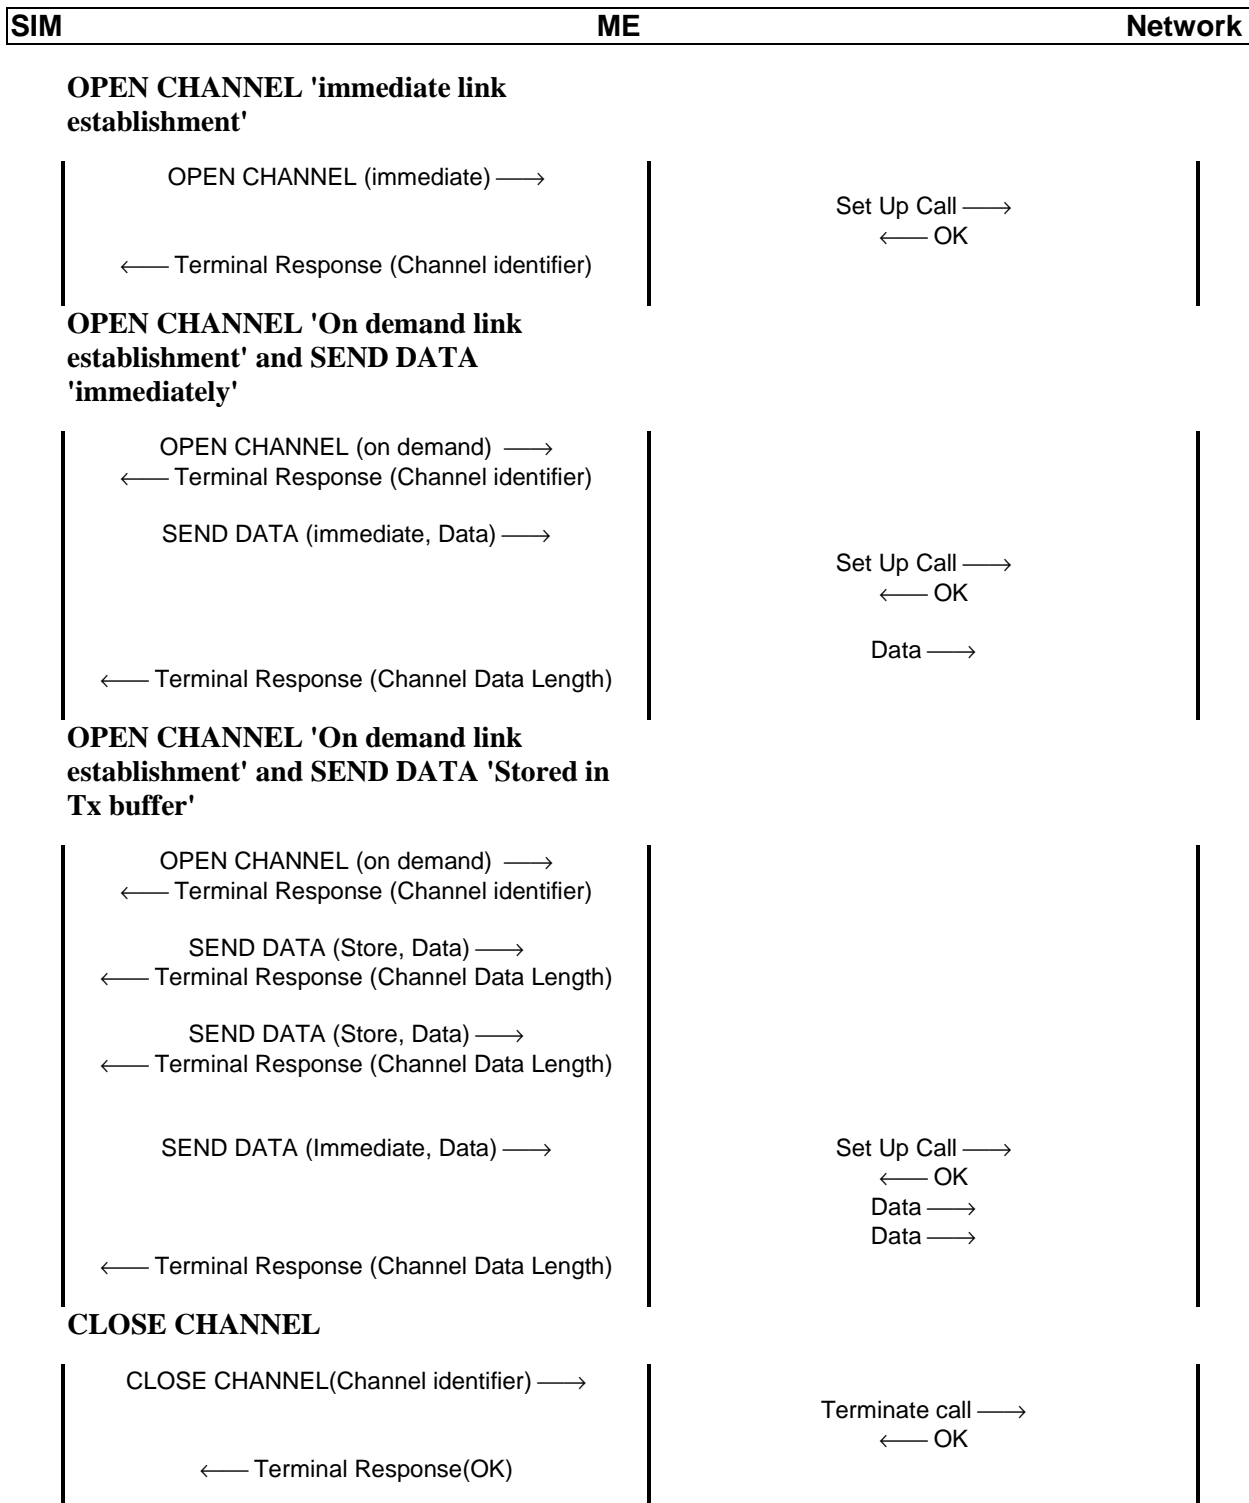 SIM ME Network
OPEN CHANNEL 'immediate link
establishment'
OPEN CHANNEL (immediate) ⟶
Set Up Call ⟶
⟵ OK
⟵ Terminal Response (Channel identifier)
OPEN CHANNEL 'On demand link
establishment' and SEND DATA
'immediately'
OPEN CHANNEL (on demand) ⟶
⟵ Terminal Response (Channel identifier)
SEND DATA (immediate, Data) ⟶
Set Up Call ⟶
⟵ OK
Data ⟶
⟵ Terminal Response (Channel Data Length)
OPEN CHANNEL 'On demand link
establishment' and SEND DATA 'Stored in
Tx buffer'
OPEN CHANNEL (on demand) ⟶
⟵ Terminal Response (Channel identifier)
SEND DATA (Store, Data) ⟶
⟵ Terminal Response (Channel Data Length)
SEND DATA (Store, Data) ⟶
⟵ Terminal Response (Channel Data Length)
SEND DATA (Immediate, Data) ⟶ Set Up Call ⟶
⟵ OK
Data ⟶
Data ⟶
⟵ Terminal Response (Channel Data Length)
CLOSE CHANNEL
CLOSE CHANNEL(Channel identifier) ⟶
Terminate call ⟶
⟵ OK
⟵ Terminal Response(OK)